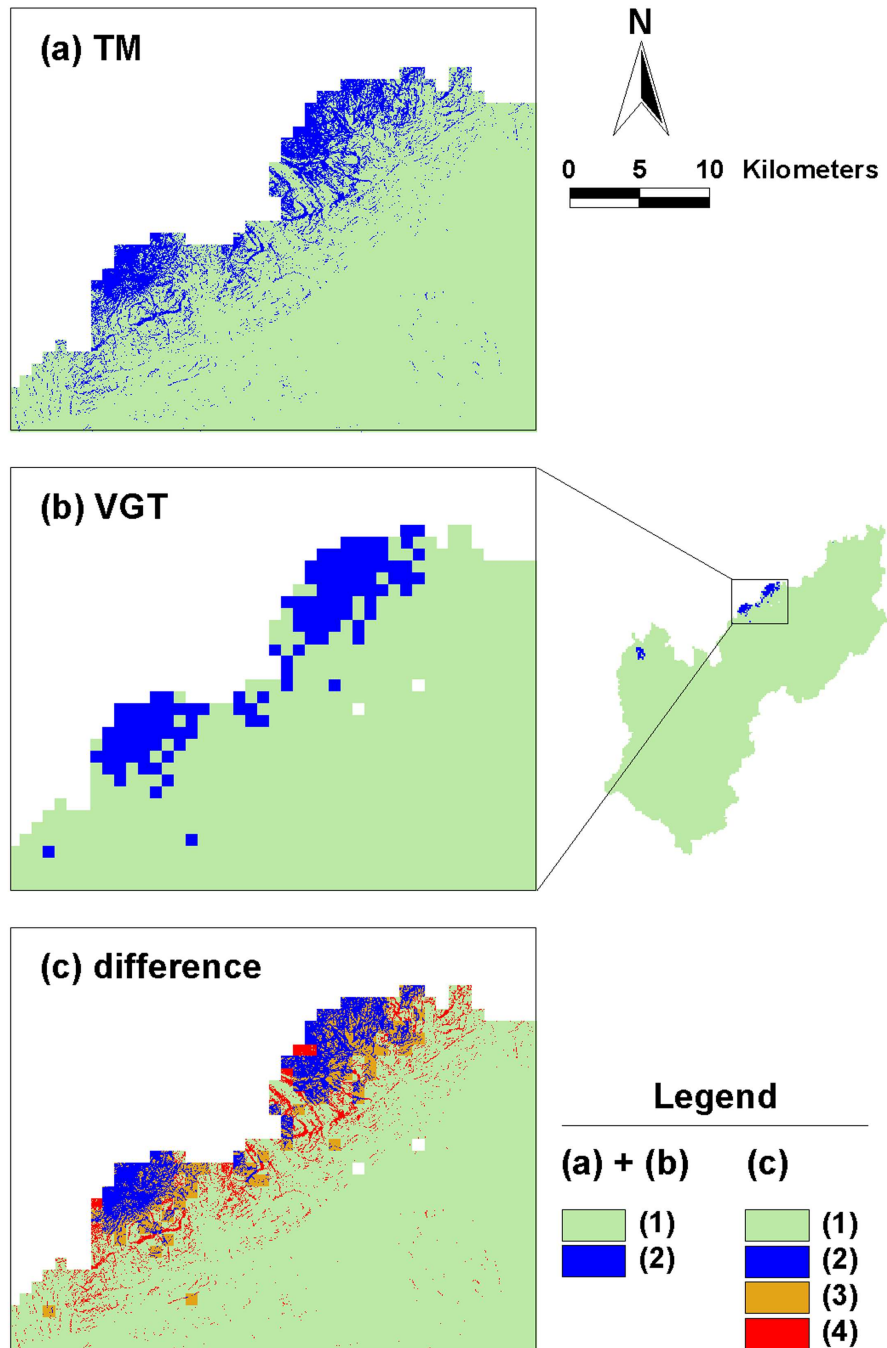 (a) TM
N
0 5 10 Kilometers
(b) VGT
(c) difference
Legend
(a) + (b) (c)
(1) (1)
(2) (2)
(3)
(4)